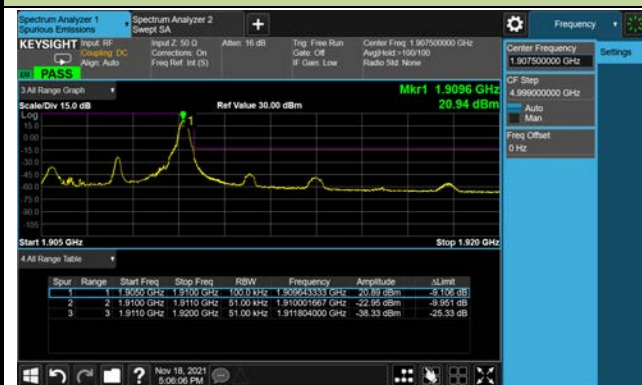 Spectrum Analyzer 1
Spurious Emissions
Spectrum Analyzer 2
Swept SA
+
Frequency
KEYSIGHT
Input: RF
Coupling: DC
Align: Auto
Input Z: 50 Ω
Corrections: On
Freq Ref: Int (S)
Atten: 16 dB
Trig: Free Run
Gate: Off
IF Gain: Low
Center Freq: 1.907500000 GHz
Avg|Hold:>100/100
Radio Std: None
PASS
Center Frequency
1.907500000 GHz
Settings
CF Step
4.999000000 GHz
Auto
Man
Freq Offset
0 Hz
3 All Range Graph
Mkr1 1.9096 GHz
Scale/Div 15.0 dB
Ref Value 30.00 dBm
20.94 dBm
Log
15.0
0.00
-15.0
-30.0
-45.0
-60.0
-75.0
-90.0
-105
1
Start 1.905 GHz
Stop 1.920 GHz
4 All Range Table
Spur Range Start Freq Stop Freq RBW Frequency Amplitude ΔLimit
1 1 1.9050 GHz 1.9100 GHz 100.0 kHz 1.909643333 GHz 20.89 dBm -9.106 dB
2 2 1.9100 GHz 1.9110 GHz 51.00 kHz 1.910001667 GHz -22.95 dBm -9.951 dB
3 3 1.9110 GHz 1.9200 GHz 51.00 kHz 1.911804000 GHz -38.33 dBm -25.33 dB
?
Nov 18, 2021
5:06:06 PM